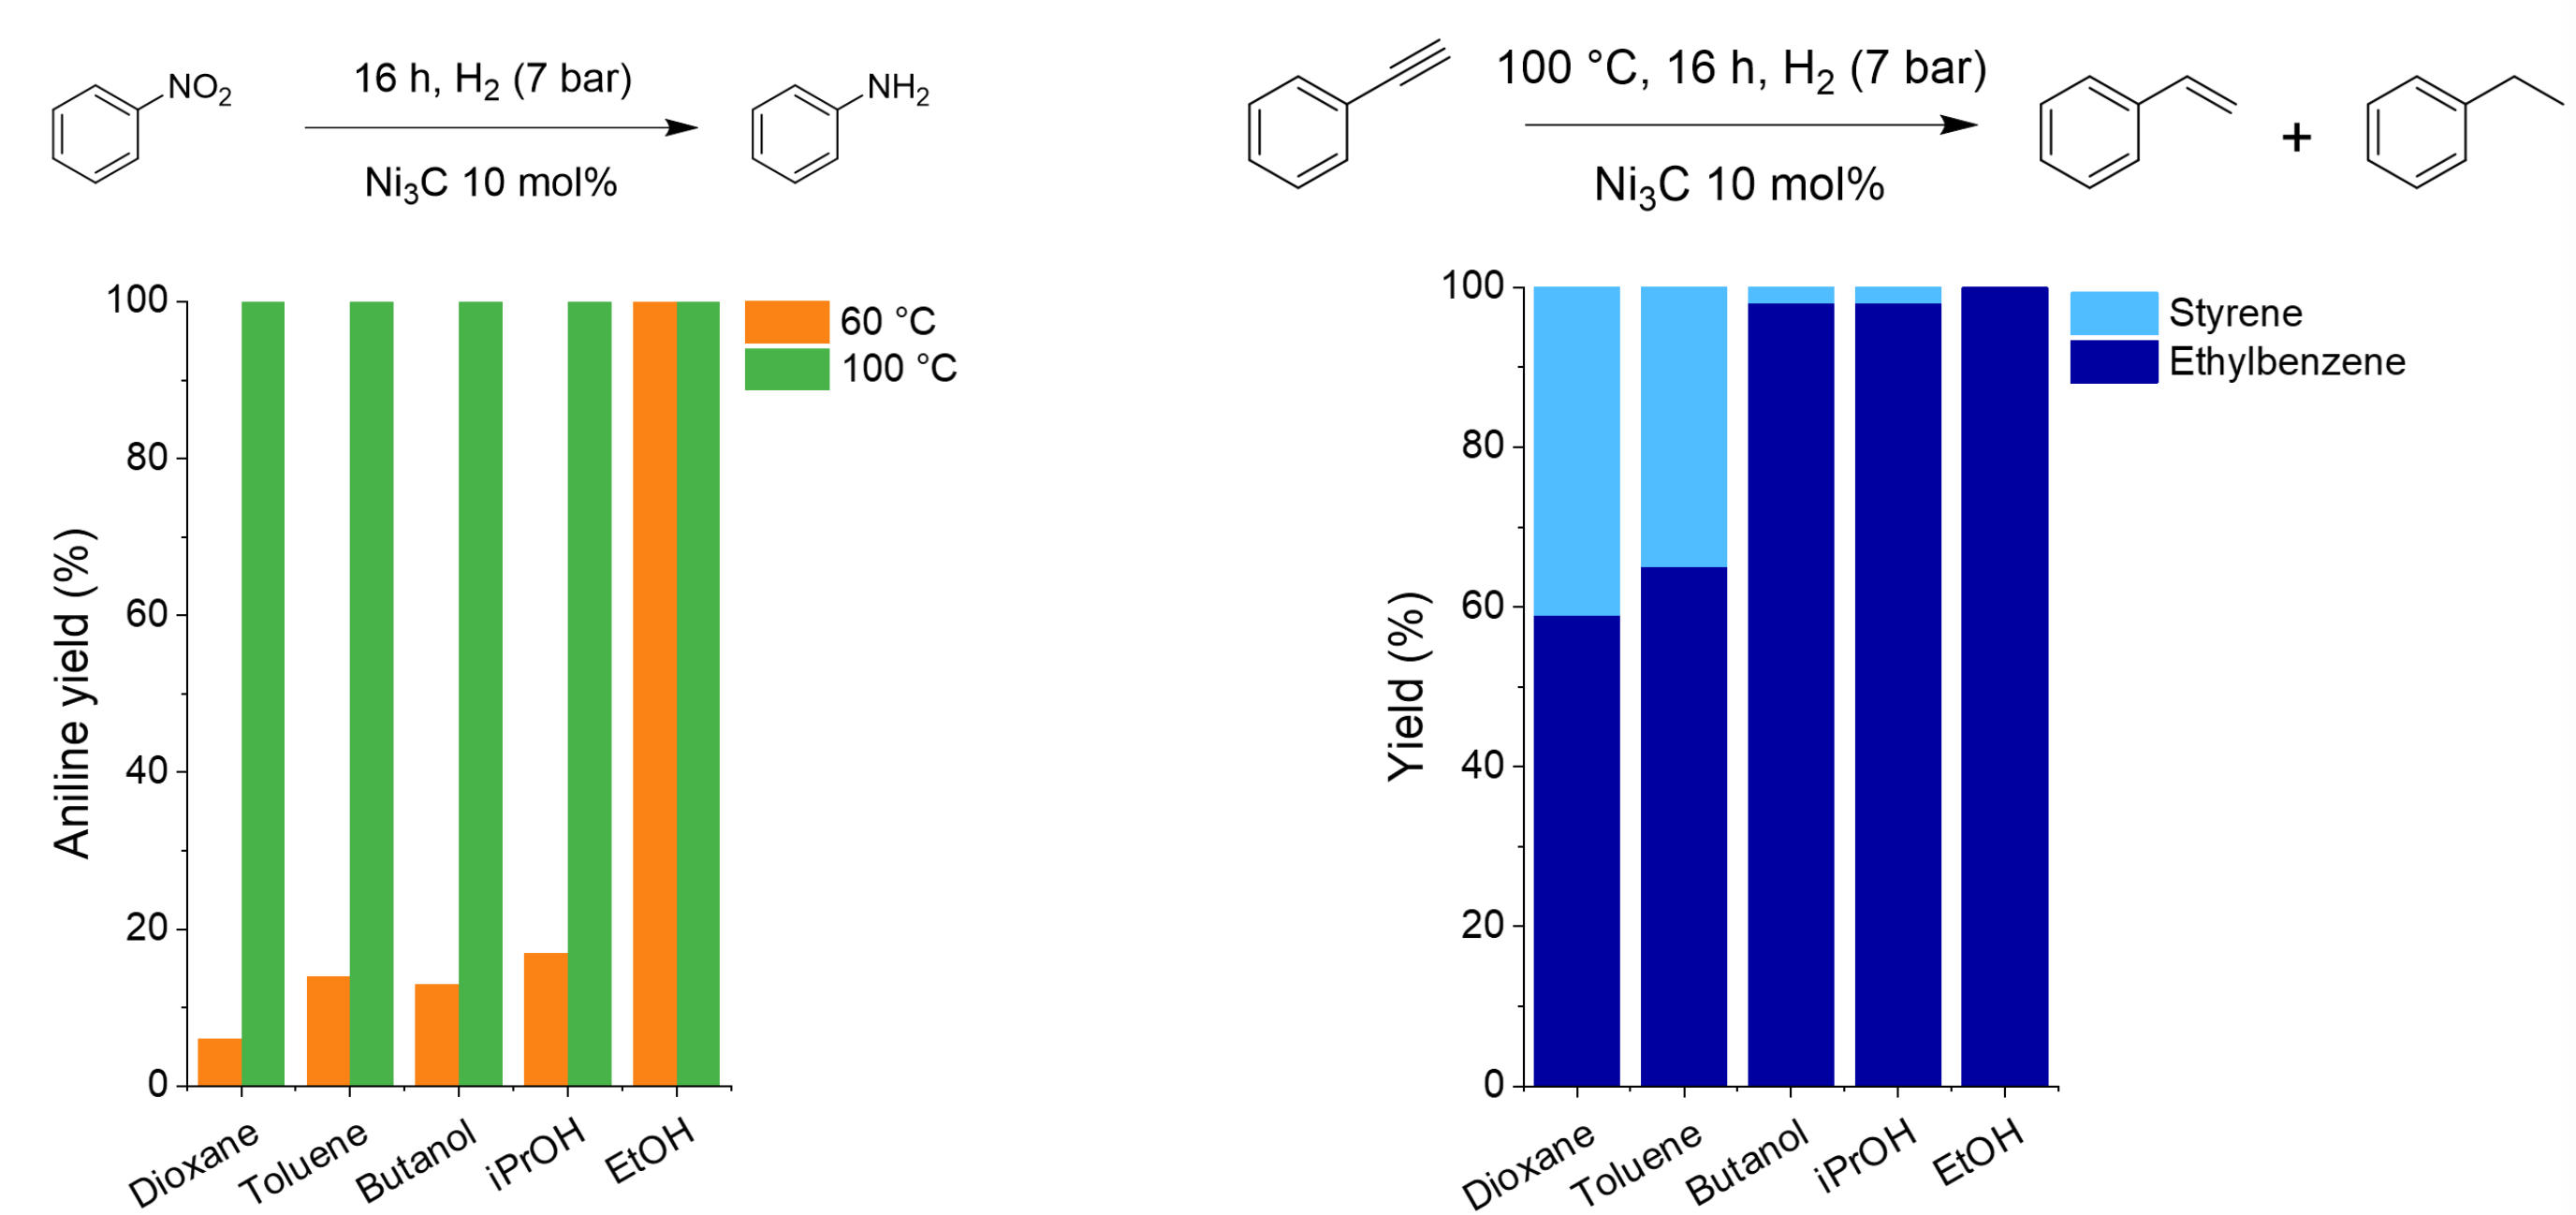 NO₂
16 h, H₂ (7 bar)
Ni₃C 10 mol%
NH₂
100 °C, 16 h, H₂ (7 bar)
Ni₃C 10 mol%
+
Aniline yield (%)
100
80
60
40
20
0
Dioxane
Toluene
Butanol
iPrOH
EtOH
60 °C
100 °C
Yield (%)
100
80
60
40
20
0
Dioxane
Toluene
Butanol
iPrOH
EtOH
Styrene
Ethylbenzene